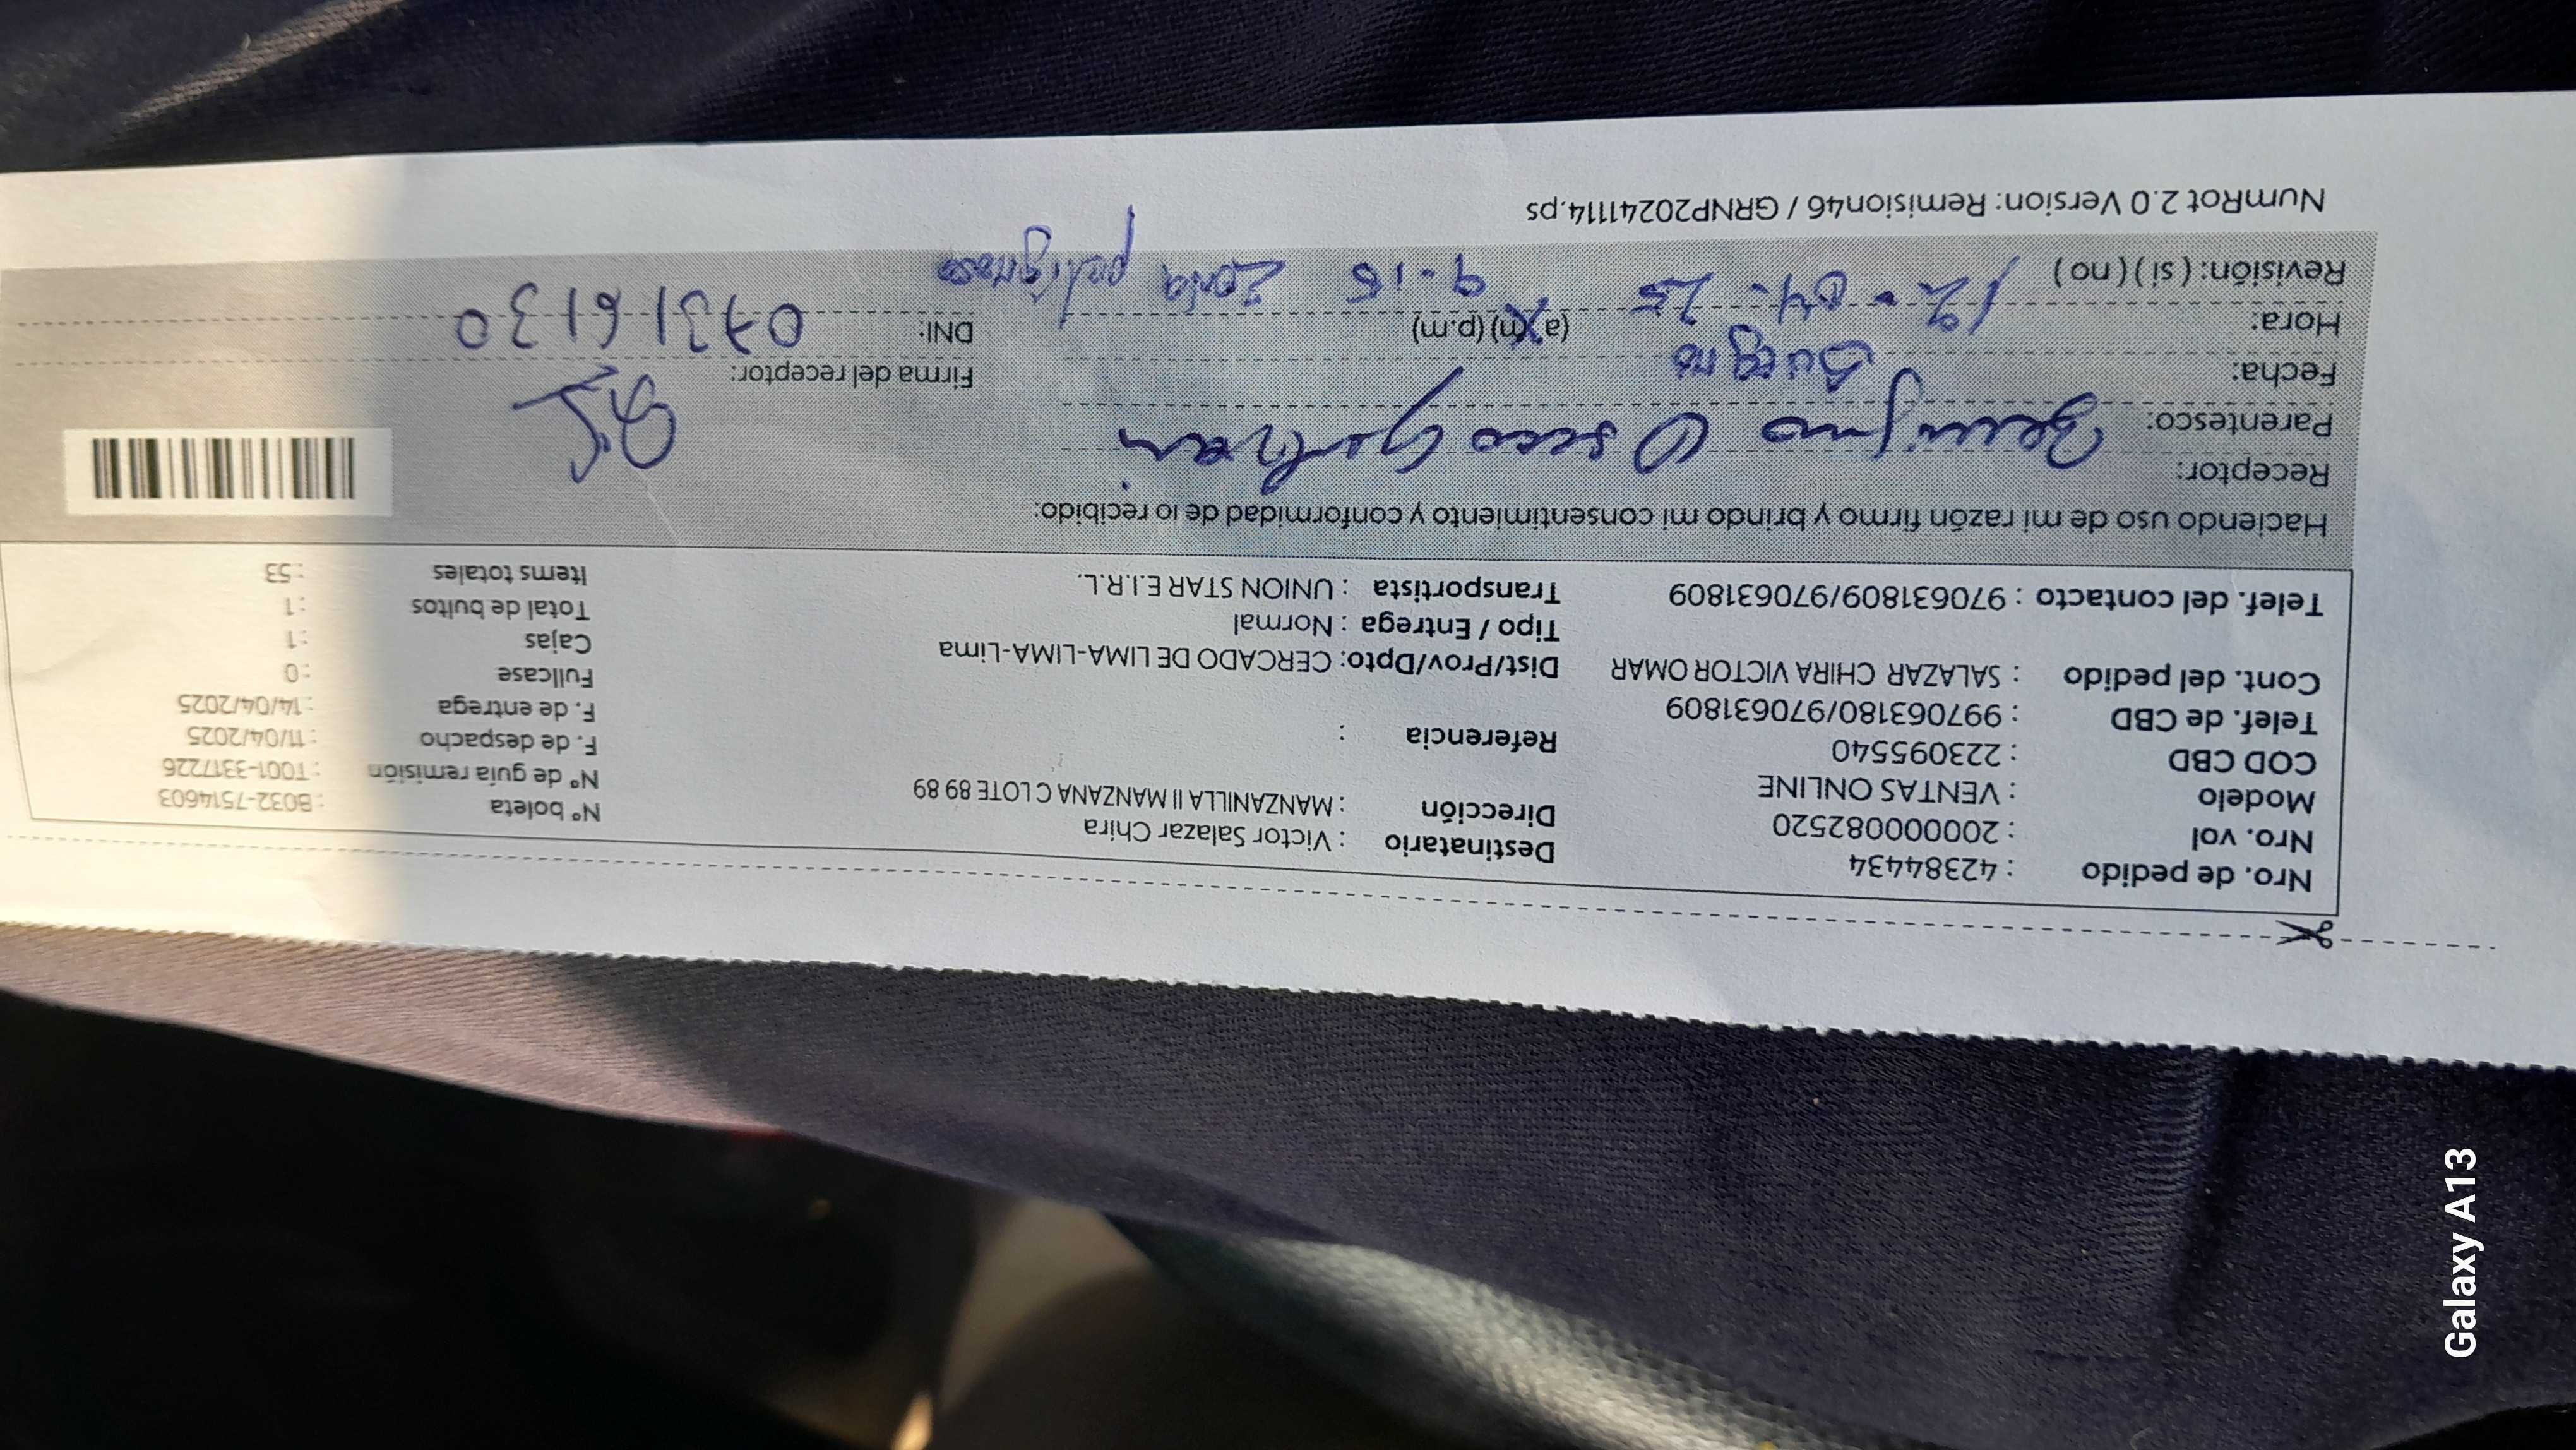 Nro. de pedido : 42384434
Nro. vol : 20000082520
Modelo : VENTAS ONLINE
COD CBD : 223095540
Telef. de CBD : 997063180/970631809
Cont. del pedido : SALAZAR CHIRA VICTOR OMAR
Telef. del contacto : 970631809/970631809
Destinatario : Victor Salazar Chira
Dirección : MANZANILLA II MANZANA C LOTE 89 89
Referencia :
Dist/Prov/Dpto: CERCADO DE LIMA-LIMA-Lima
Tipo / Entrega : Normal
Transportista : UNION STAR E.I.R.L.
N° boleta : B032-7514603
N° de guía remisión : T001-3317226
F. de despacho : 11/04/2025
F. de entrega : 14/04/2025
Fullcase : 0
Cajas : 1
Total de bultos : 1
Items totales : 53
Haciendo uso de mi razón firmo y brindo mi consentimiento y conformidad de lo recibido:
Receptor:
Parentesco: Benigno Oseco
Fecha: Suegro
Hora: 12-04-25 (a.m) (p.m)
Revisión: ( si ) ( no ) 9-15 zona peligrosa
Firma del receptor:
DNI: 07316130
NumRot 2.0 Version: Remision46 / GRNP20241114.ps
Galaxy A13